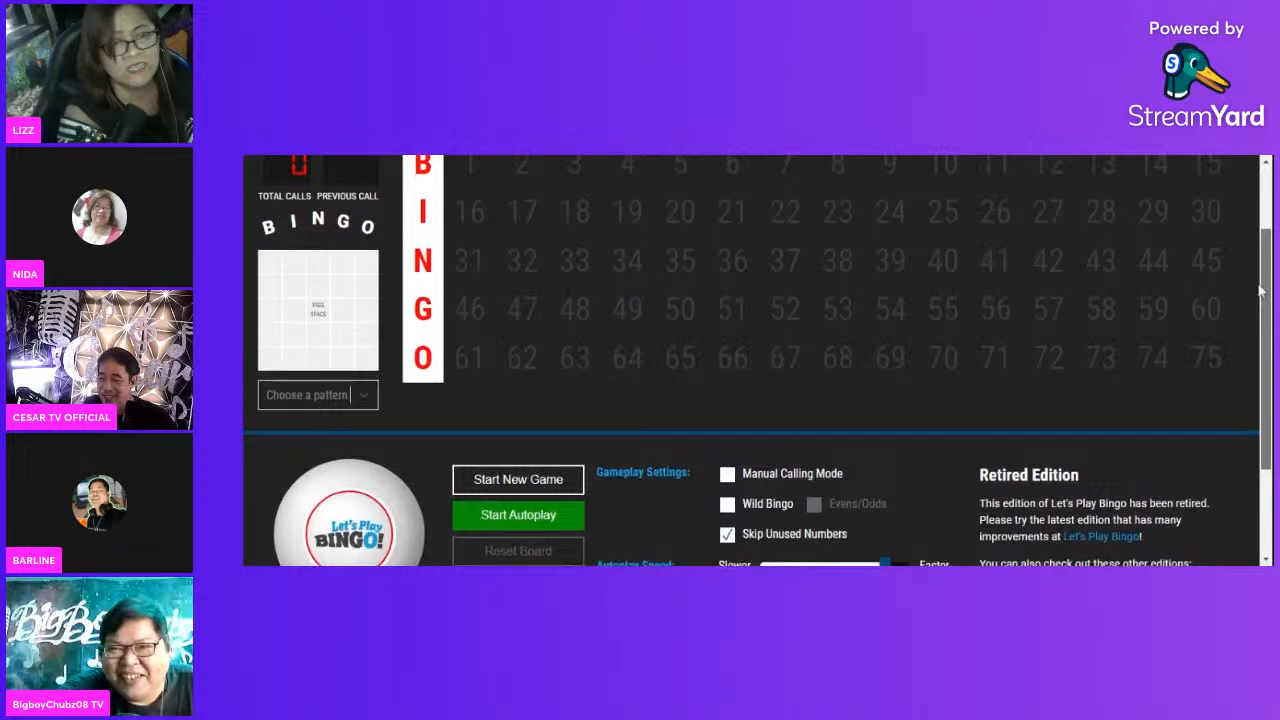 Powered by
StreamYard
LIZZ
NIDA
CESAR TV OFFICIAL
BARLINE
BigboyChubz08 TV
0
TOTAL CALLS PREVIOUS CALL
B I N G O
FREE
SPACE
Choose a pattern
B 1 2 3 4 5 6 7 8 9 10 11 12 13 14 15
I 16 17 18 19 20 21 22 23 24 25 26 27 28 29 30
N 31 32 33 34 35 36 37 38 39 40 41 42 43 44 45
G 46 47 48 49 50 51 52 53 54 55 56 57 58 59 60
O 61 62 63 64 65 66 67 68 69 70 71 72 73 74 75
Let's Play
BINGO!
Start New Game
Start Autoplay
Reset Board
Gameplay Settings:
Manual Calling Mode
Wild Bingo Evens/Odds
Skip Unused Numbers
Autoplay Speed:
Slower Faster
Retired Edition
This edition of Let's Play Bingo has been retired.
Please try the latest edition that has many
improvements at Let's Play Bingo!
You can also check out these other editions: